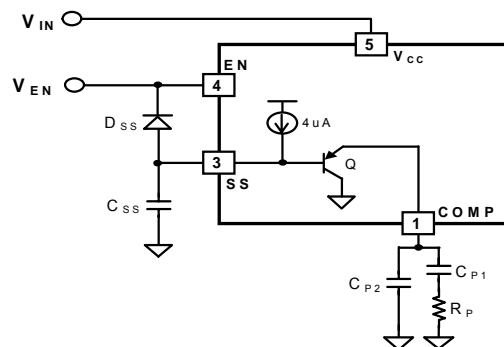 V IN
5
V CC
EN
V EN
4
D SS
4uA
3
Q
SS
C SS
COMP
1
C P1
C P2
R P